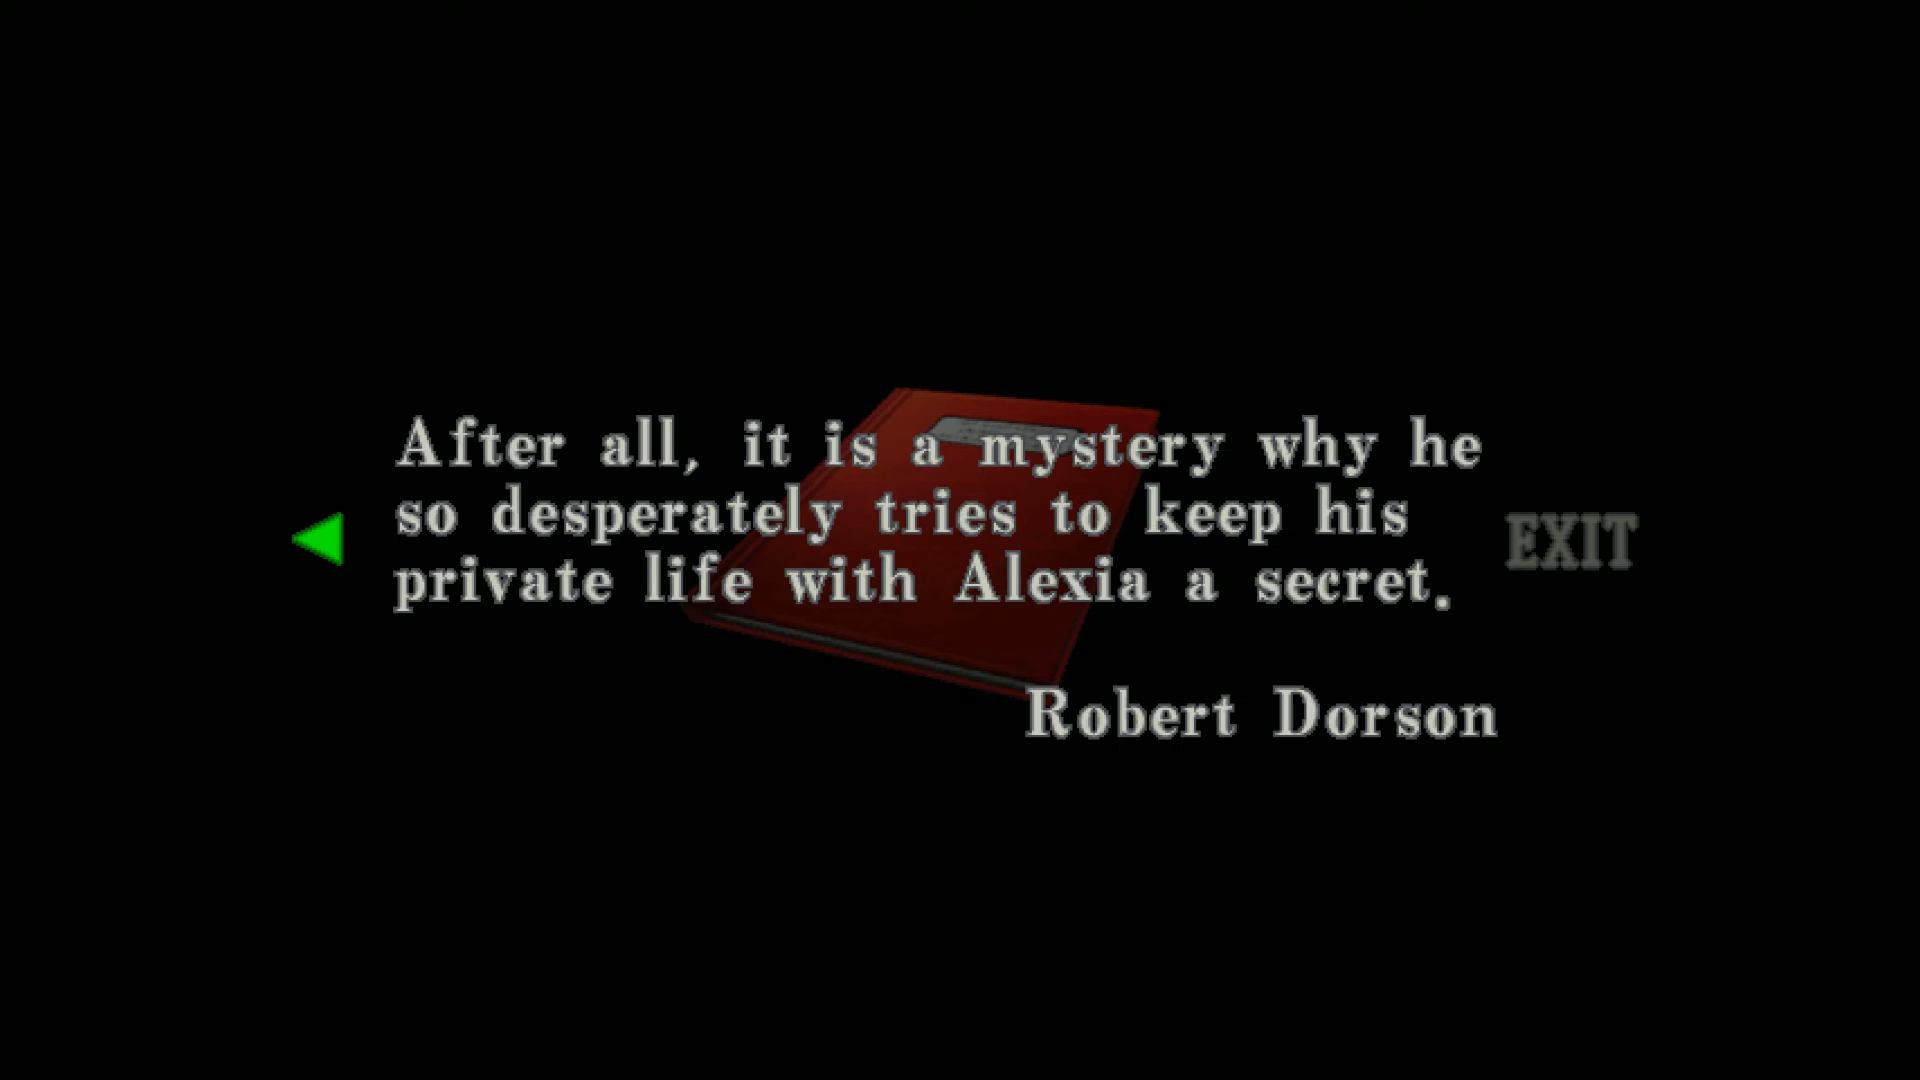 After all, it is a mystery why he
so desperately tries to keep his
private life with Alexia a secret.
EXIT
Robert Dorson